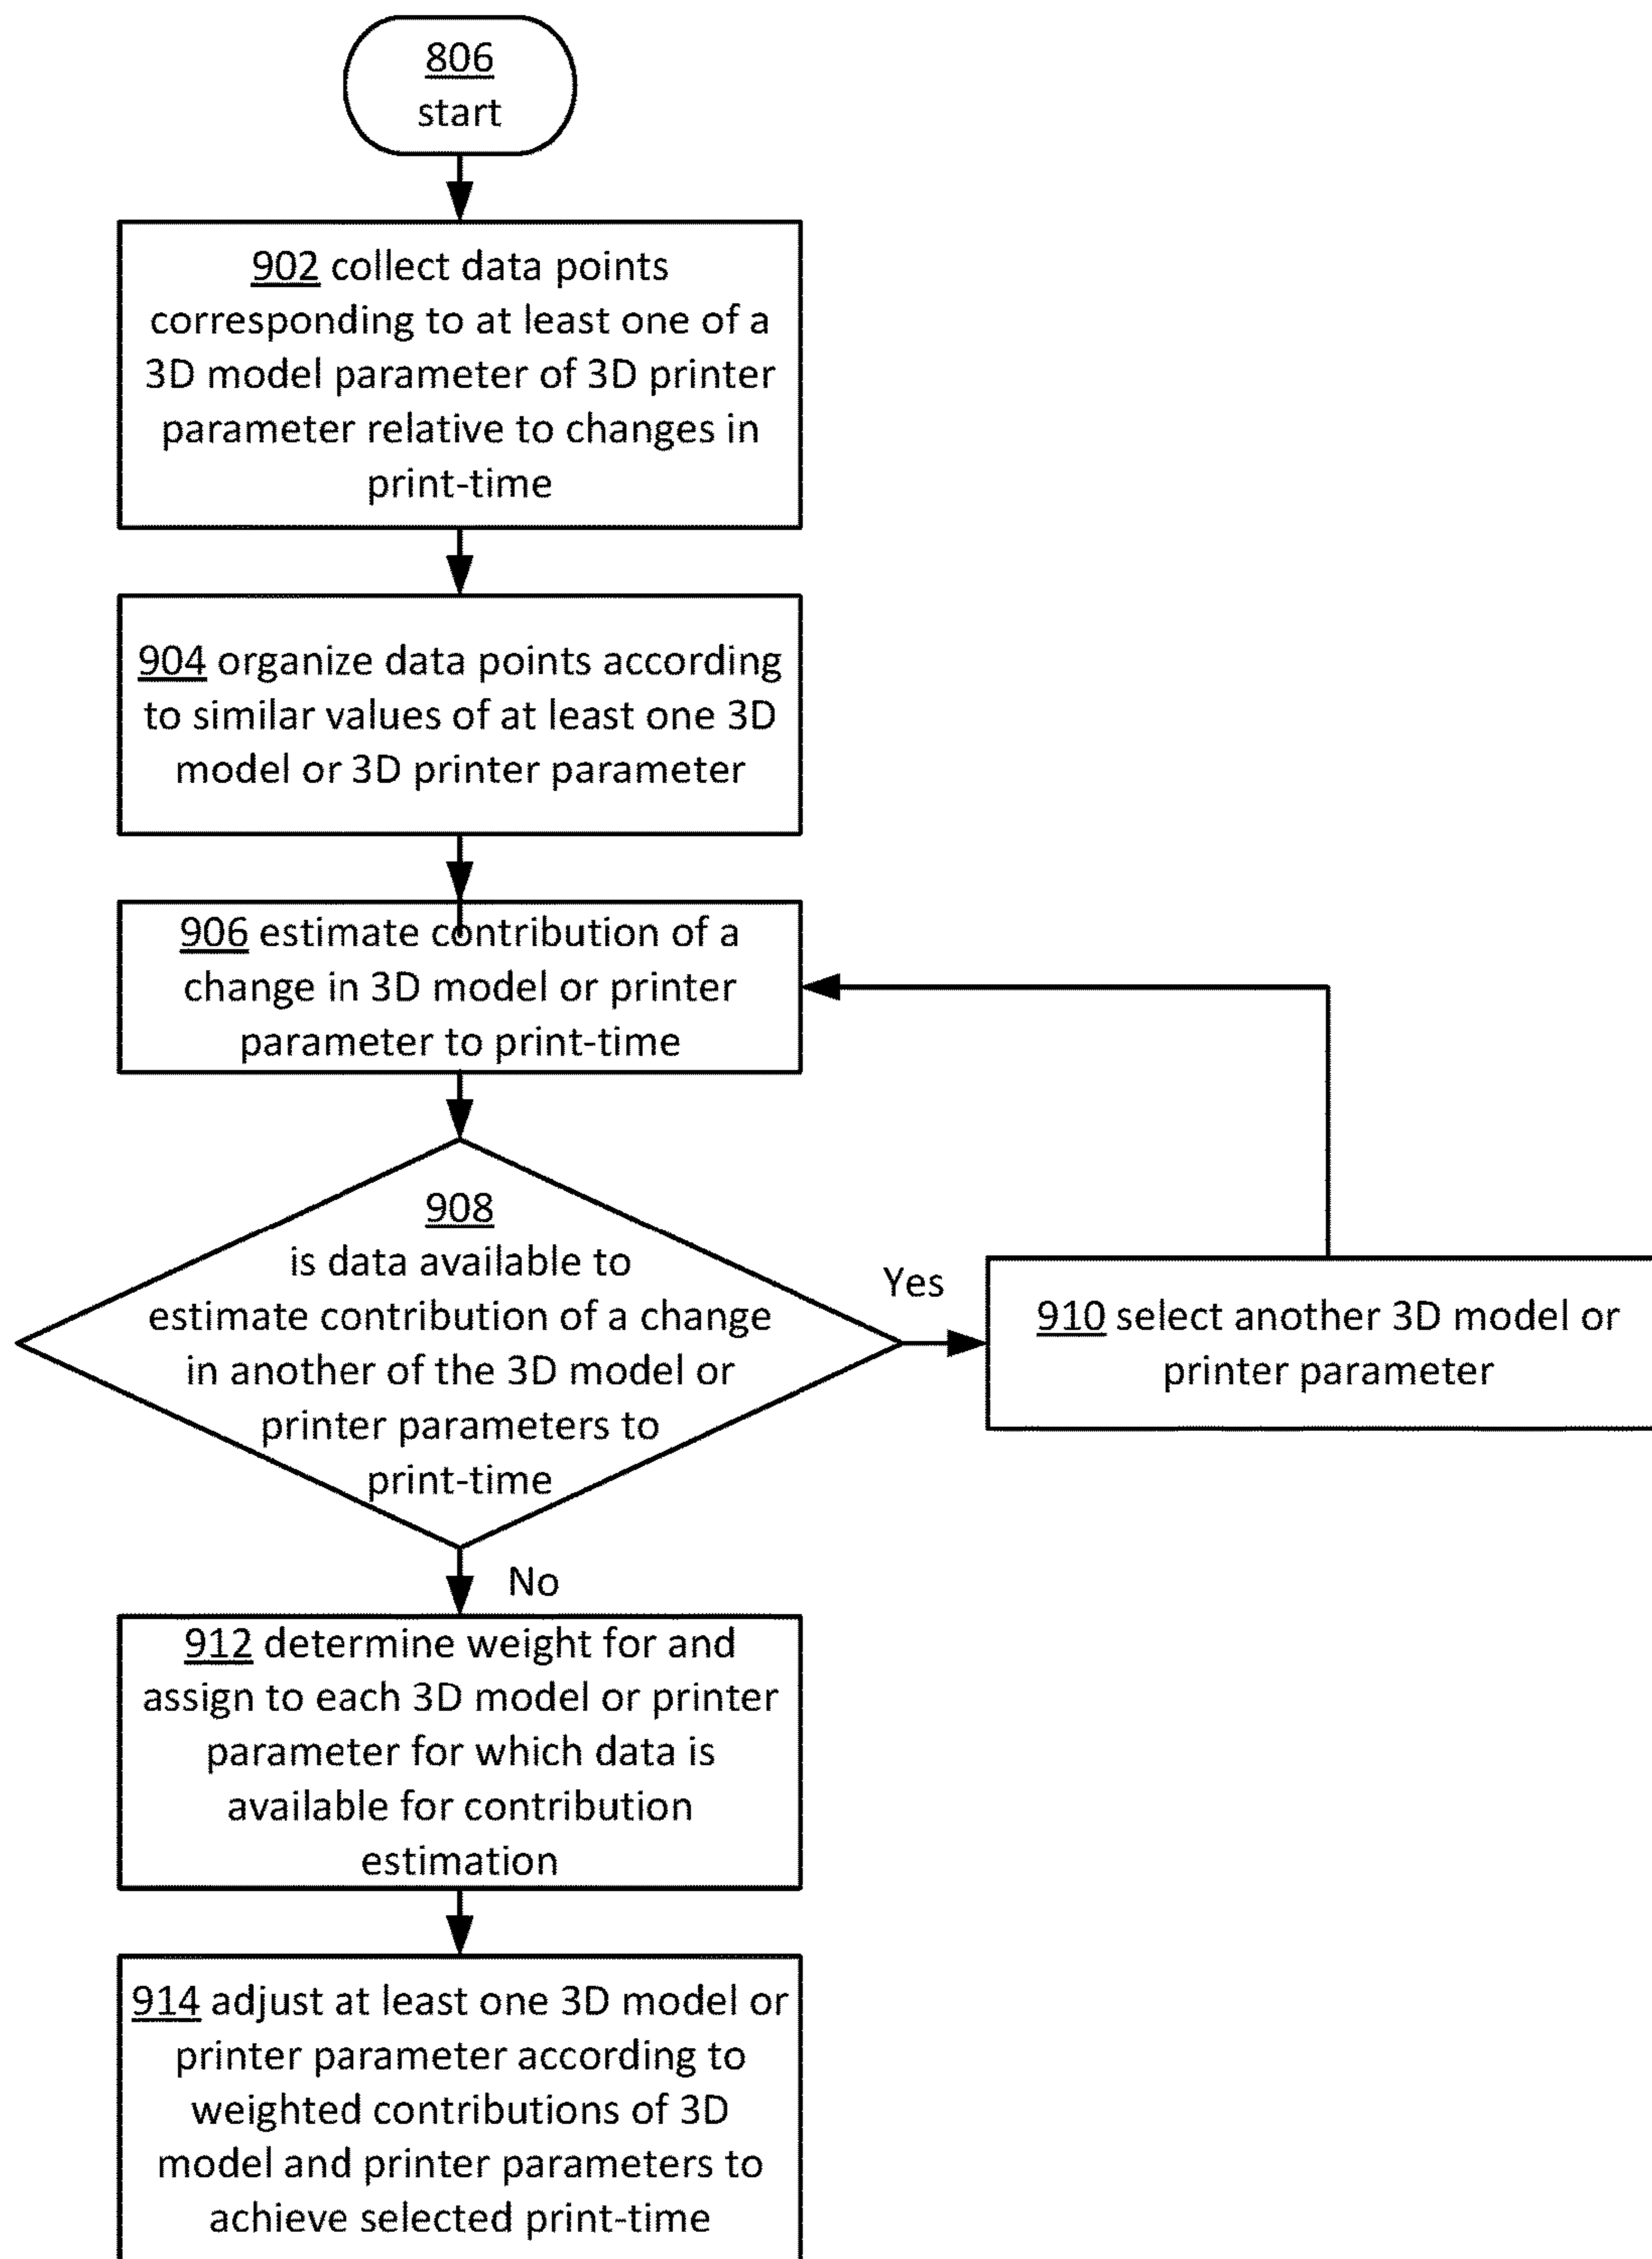 806
start
902 collect data points
corresponding to at least one of a
3D model parameter of 3D printer
parameter relative to changes in
print-time
904 organize data points according
to similar values of at least one 3D
model or 3D printer parameter
906 estimate contribution of a
change in 3D model or printer
parameter to print-time
908
is data available to
estimate contribution of a change
in another of the 3D model or
printer parameters to
print-time
Yes
910 select another 3D model or
printer parameter
No
912 determine weight for and
assign to each 3D model or printer
parameter for which data is
available for contribution
estimation
914 adjust at least one 3D model or
printer parameter according to
weighted contributions of 3D
model and printer parameters to
achieve selected print-time